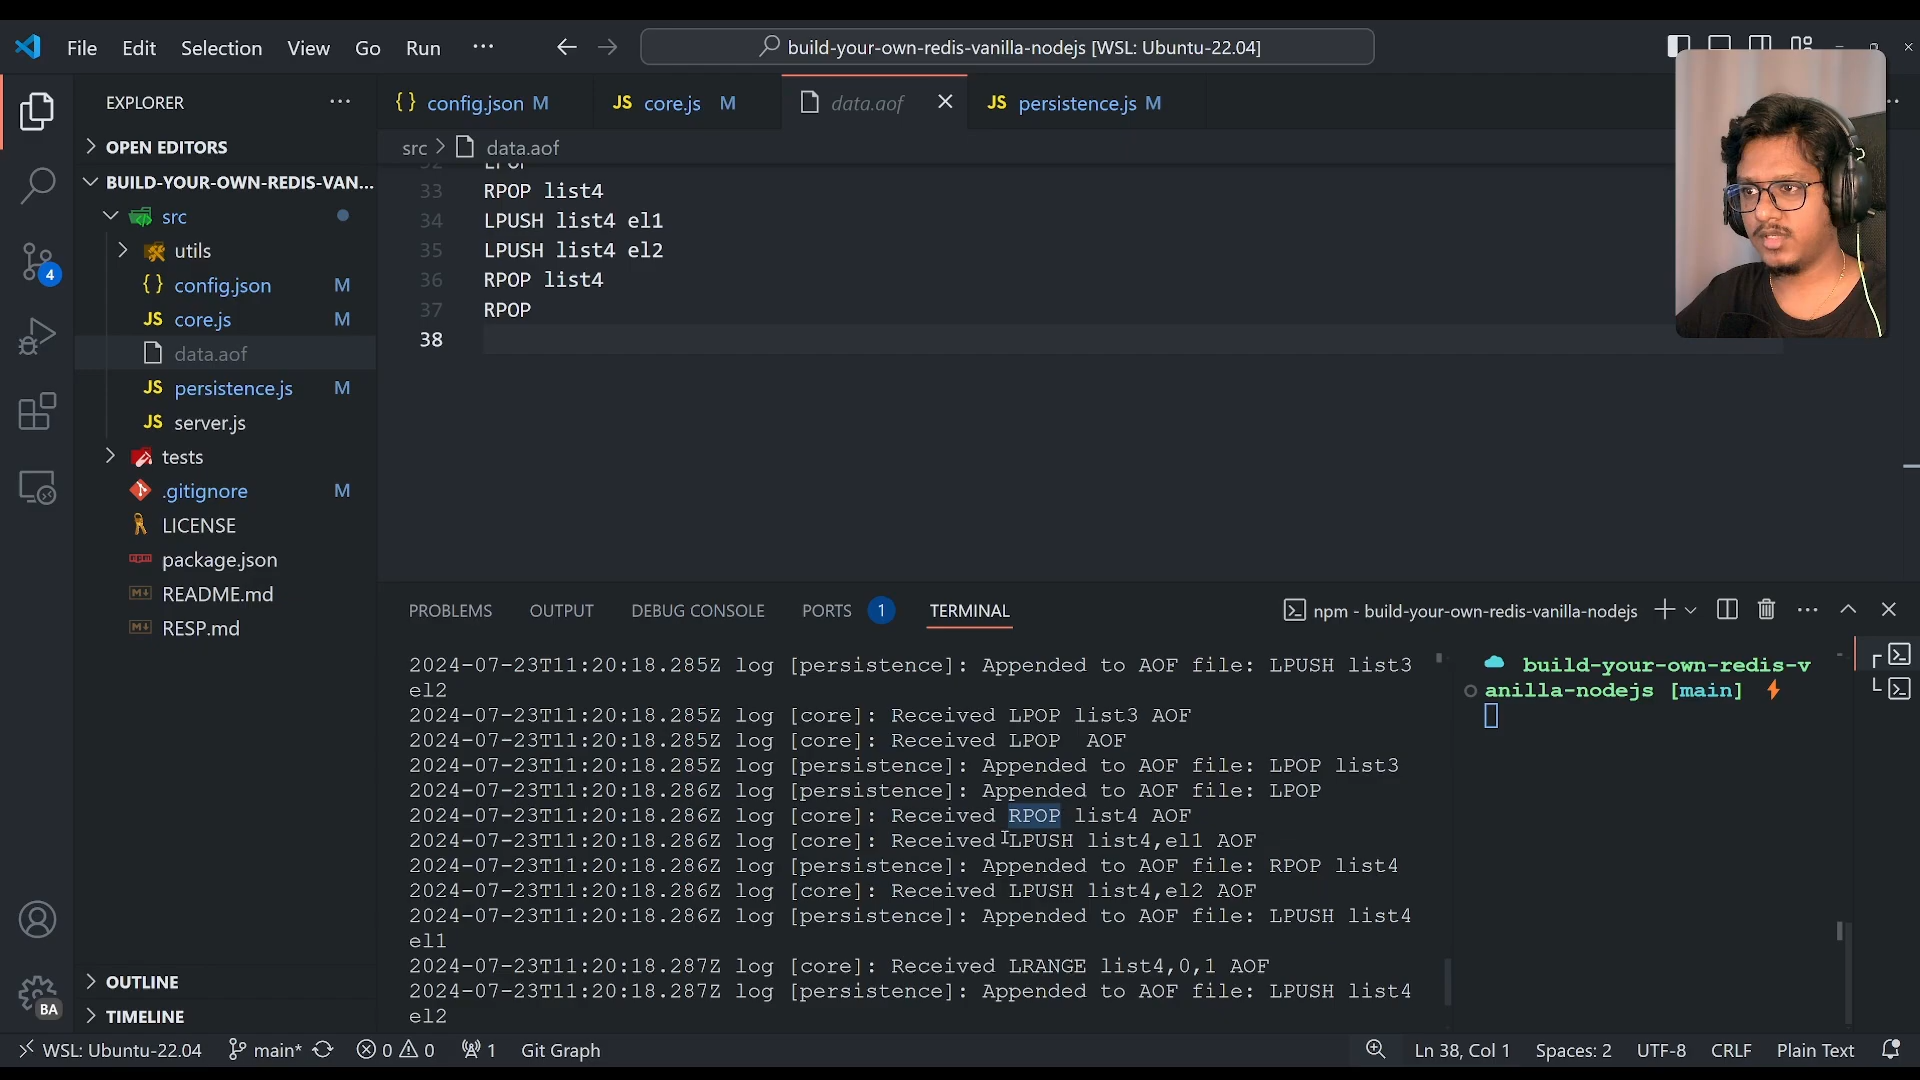 File Edit Selection View Go Run ··· build-your-own-redis-vanilla-nodejs [WSL: Ubuntu-22.04]
EXPLORER
{} config.json M JS core.js M data.aof JS persistence.js M
OPEN EDITORS
src > data.aof
BUILD-YOUR-OWN-REDIS-VAN...
src
utils
{} config.json M
JS core.js M
data.aof
JS persistence.js M
JS server.js
tests
.gitignore M
LICENSE
package.json
README.md
RESP.md
OUTLINE
TIMELINE
4
BA
32 LPOP
33 RPOP list4
34 LPUSH list4 el1
35 LPUSH list4 el2
36 RPOP list4
37 RPOP
38
PROBLEMS OUTPUT DEBUG CONSOLE PORTS 1 TERMINAL npm - build-your-own-redis-vanilla-nodejs
2024-07-23T11:20:18.285Z log [persistence]: Appended to AOF file: LPUSH list3
el2
2024-07-23T11:20:18.285Z log [core]: Received LPOP list3 AOF
2024-07-23T11:20:18.285Z log [core]: Received LPOP  AOF
2024-07-23T11:20:18.285Z log [persistence]: Appended to AOF file: LPOP list3
2024-07-23T11:20:18.286Z log [persistence]: Appended to AOF file: LPOP
2024-07-23T11:20:18.286Z log [core]: Received RPOP list4 AOF
2024-07-23T11:20:18.286Z log [core]: Received LPUSH list4,el1 AOF
2024-07-23T11:20:18.286Z log [persistence]: Appended to AOF file: RPOP list4
2024-07-23T11:20:18.286Z log [core]: Received LPUSH list4,el2 AOF
2024-07-23T11:20:18.286Z log [persistence]: Appended to AOF file: LPUSH list4
el1
2024-07-23T11:20:18.287Z log [core]: Received LRANGE list4,0,1 AOF
2024-07-23T11:20:18.287Z log [persistence]: Appended to AOF file: LPUSH list4
el2
build-your-own-redis-v
anilla-nodejs [main]
WSL: Ubuntu-22.04 main* 0 0 1 Git Graph Ln 38, Col 1 Spaces: 2 UTF-8 CRLF Plain Text